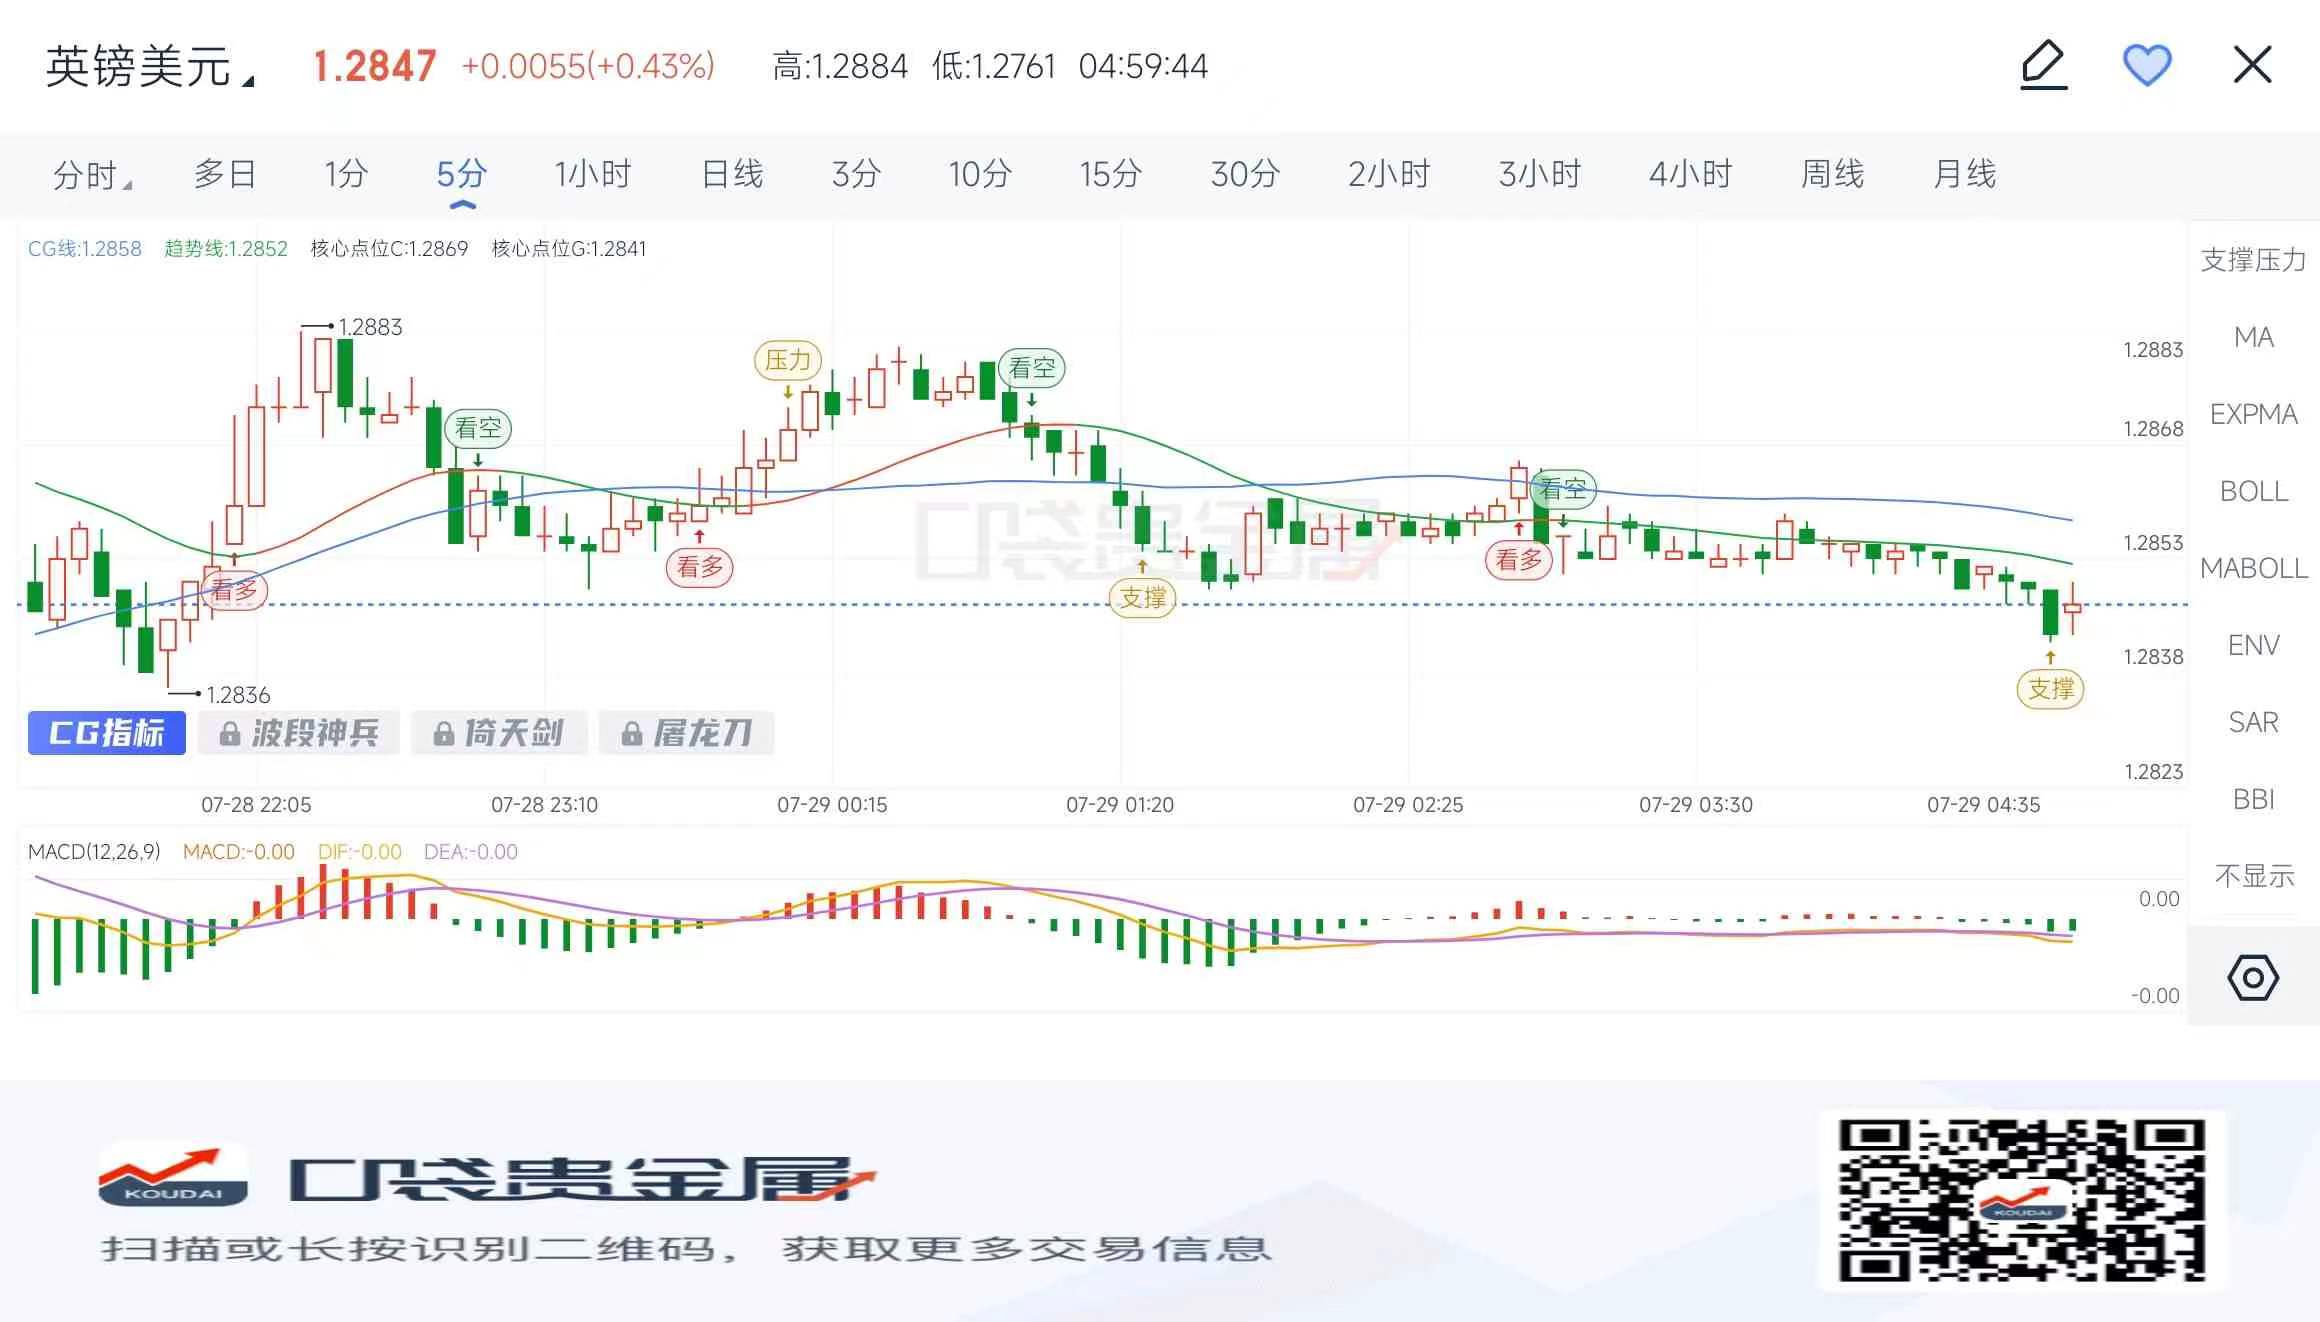 英镑美元 1.2847 +0.0055(+0.43%) 高:1.2884 低:1.2761 04:59:44
分时 多日 1分 5分 1小时 日线 3分 10分 15分 30分 2小时 3小时 4小时 周线 月线
CG线:1.2858 趋势线:1.2852 核心点位C:1.2869 核心点位G:1.2841
1.2883
压力
看空
看空
看空
看多
看多
看多
支撑
支撑
1.2836
口袋贵金属
1.2883
1.2868
1.2853
1.2838
1.2823
CG指标 波段神兵 倚天剑 屠龙刀
07-28 22:05 07-28 23:10 07-29 00:15 07-29 01:20 07-29 02:25 07-29 03:30 07-29 04:35
MACD(12,26,9) MACD:-0.00 DIF:-0.00 DEA:-0.00
0.00
-0.00
支撑压力
MA
EXPMA
BOLL
MABOLL
ENV
SAR
BBI
不显示
KOUDAI 口袋贵金属
扫描或长按识别二维码，获取更多交易信息
KOUDAI